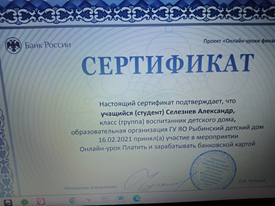 Банк России
Проект «Онлайн-уроки
СЕРТИФИКАТ
Настоящий сертификат подтверждает, что
учащийся (студент) Селезнев Александр,
класс (группа) воспитанник детского дома,
образовательная организация ГУ ЯО Рыбинский детский дом
16.02.2021 принял(а) участие в мероприятии
Онлайн-урок Платить и зарабатывать банковской картой